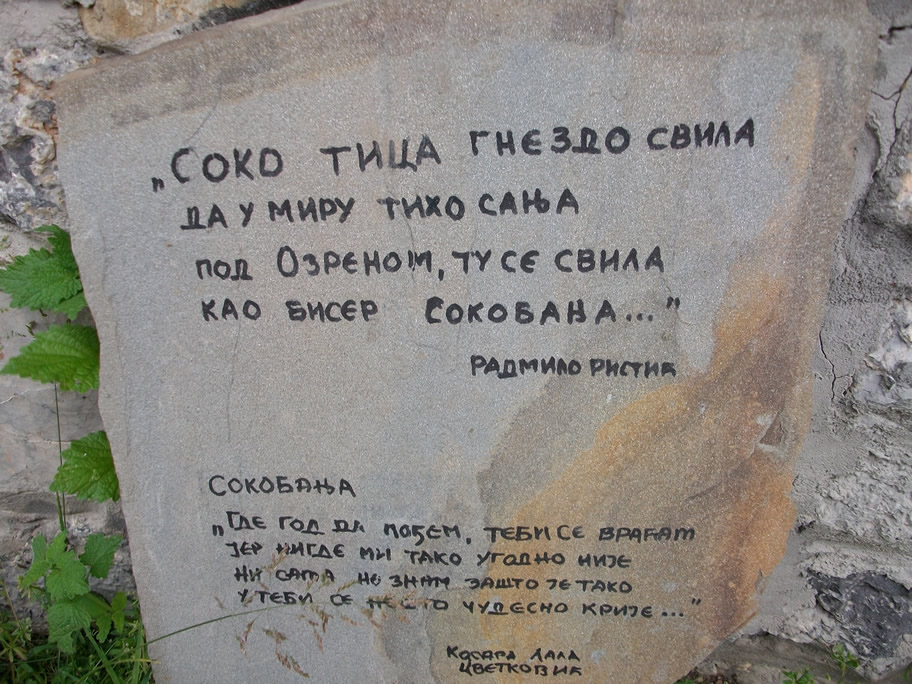 „СОКО ТИЦА ГНЕЗДО СВИЛА
ДА У МИРУ ТИХО САЊА
ПОД ОЗРЕНОМ, ТУ СЕ СВИЛА
КАО БИСЕР СОКОБАЊА..."
РАДМИЛО РИСТИЋ
СОКОБАЊА
„ГДЕ ГОД ДА ПОЂЕМ, ТЕБИ СЕ ВРАЋАМ
ЈЕР НИГДЕ МИ ТАКО УГОДНО НИЈЕ
НИ САМА НЕ ЗНАМ ЗАШТО ЈЕ ТАКО
У ТЕБИ СЕ НЕШТО ЧУДЕСНО КРИЈЕ..."
КОСАРА ЛАЛА
ЦВЕТКОВИЋ